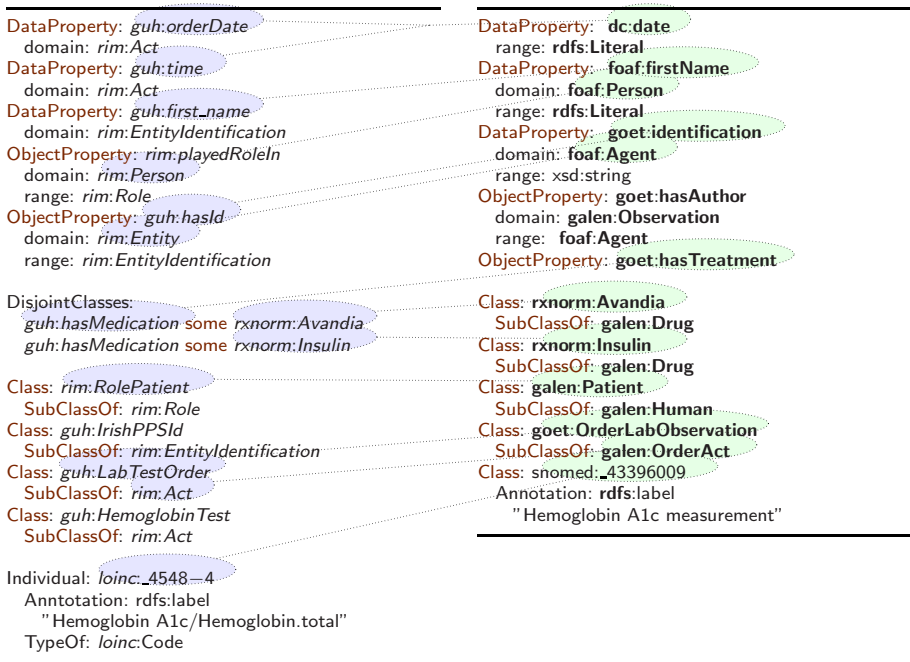 DataProperty: guh:orderDate
domain: rim:Act
DataProperty: guh:time
domain: rim:Act
DataProperty: guh:first_name
domain: rim:EntityIdentification
ObjectProperty: rim:playedRoleIn
domain: rim:Person
range: rim:Role
ObjectProperty: guh:hasId
domain: rim:Entity
range: rim:EntityIdentification
DisjointClasses:
guh:hasMedication some rxnorm:Avandia
guh:hasMedication some rxnorm:Insulin
Class: rim:RolePatient
SubClassOf: rim:Role
Class: guh:IrishPPSId
SubClassOf: rim:EntityIdentification
Class: guh:LabTestOrder
SubClassOf: rim:Act
Class: guh:HemoglobinTest
SubClassOf: rim:Act
Individual: loinc:_4548−4
Anntotation: rdfs:label
"Hemoglobin A1c/Hemoglobin.total"
TypeOf: loinc:Code
DataProperty: dc:date
range: rdfs:Literal
DataProperty: foaf:firstName
domain: foaf:Person
range: rdfs:Literal
DataProperty: goet:identification
domain: foaf:Agent
range: xsd:string
ObjectProperty: goet:hasAuthor
domain: galen:Observation
range: foaf:Agent
ObjectProperty: goet:hasTreatment
Class: rxnorm:Avandia
SubClassOf: galen:Drug
Class: rxnorm:Insulin
SubClassOf: galen:Drug
Class: galen:Patient
SubClassOf: galen:Human
Class: goet:OrderLabObservation
SubClassOf: galen:OrderAct
Class: snomed:_43396009
Annotation: rdfs:label
"Hemoglobin A1c measurement"